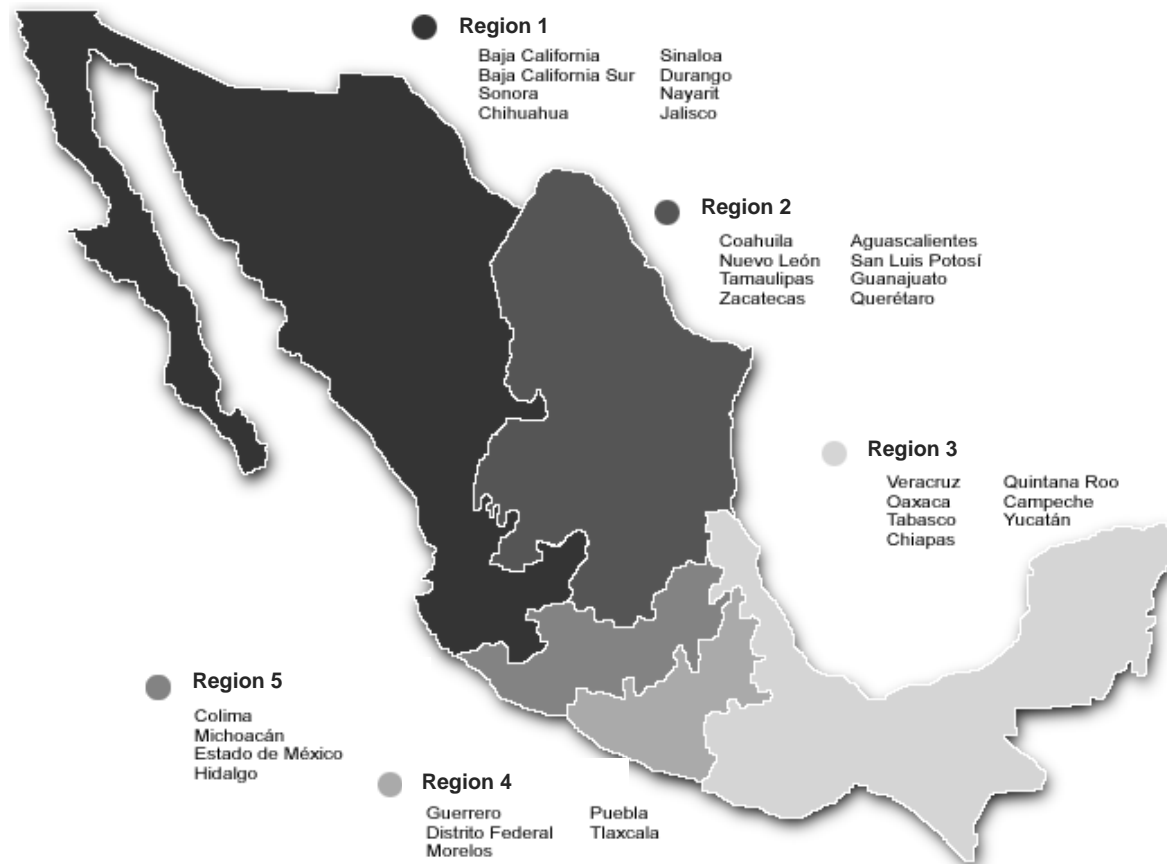 Region 1
Baja California Sinaloa
Baja California Sur Durango
Sonora Nayarit
Chihuahua Jalisco
Region 2
Coahuila Aguascalientes
Nuevo León San Luis Potosí
Tamaulipas Guanajuato
Zacatecas Querétaro
Region 3
Veracruz Quintana Roo
Oaxaca Campeche
Tabasco Yucatán
Chiapas
Region 5
Colima
Michoacán
Estado de México
Hidalgo
Region 4
Guerrero Puebla
Distrito Federal Tlaxcala
Morelos